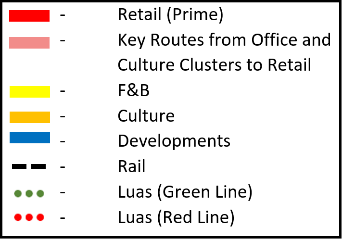 - Retail (Prime)
- Key Routes from Office and
Culture Clusters to Retail
- F&B
- Culture
- Developments
- Rail
- Luas (Green Line)
- Luas (Red Line)